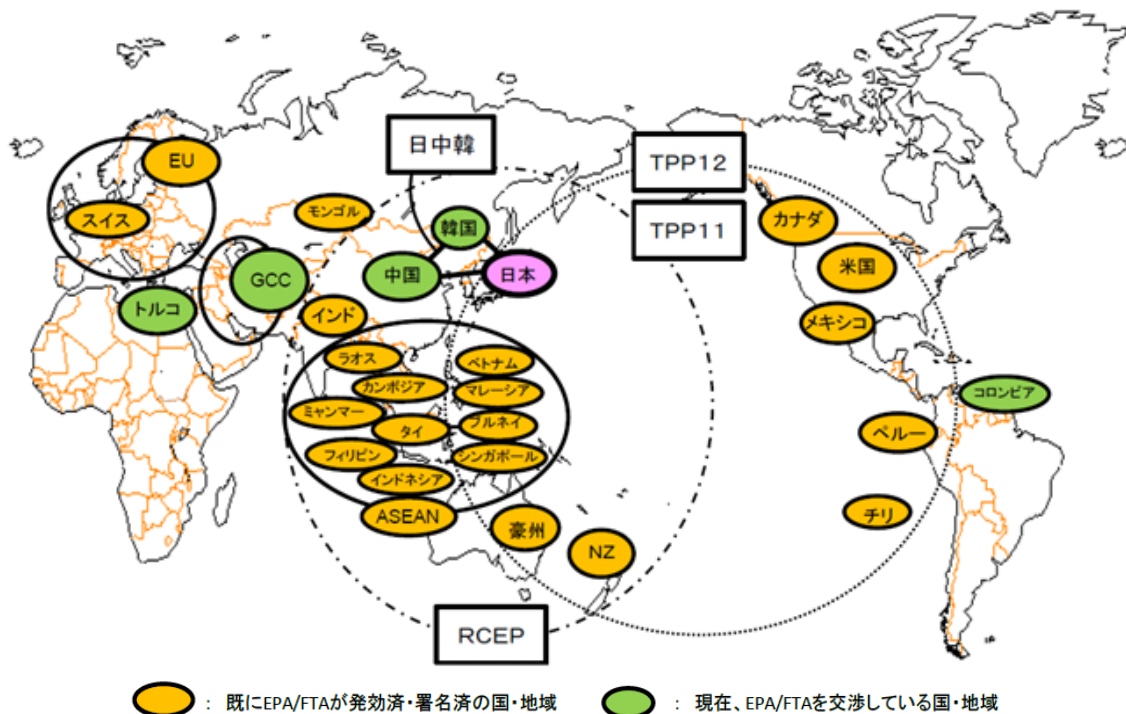 日中韓
TPP12
TPP11
EU
スイス
モンゴル
韓国
中国
日本
GCC
トルコ
インド
カナダ
米国
メキシコ
コロンビア
ペルー
チリ
ラオス
ベトナム
カンボジア
マレーシア
ミャンマー
タイ
ブルネイ
フィリピン
シンガポール
インドネシア
ASEAN
豪州
NZ
RCEP
： 既にEPA/FTAが発効済・署名済の国・地域
： 現在、EPA/FTAを交渉している国・地域